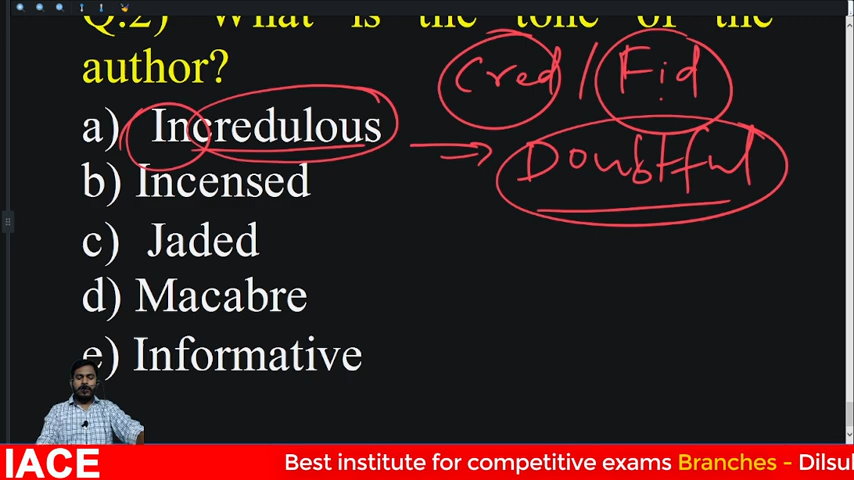 Q.2) What is the tone of the
author?
Cred / Fid
a) Incredulous
Doubtful
b) Incensed
c) Jaded
d) Macabre
e) Informative
IACE Best institute for competitive exams Branches - Dilsu